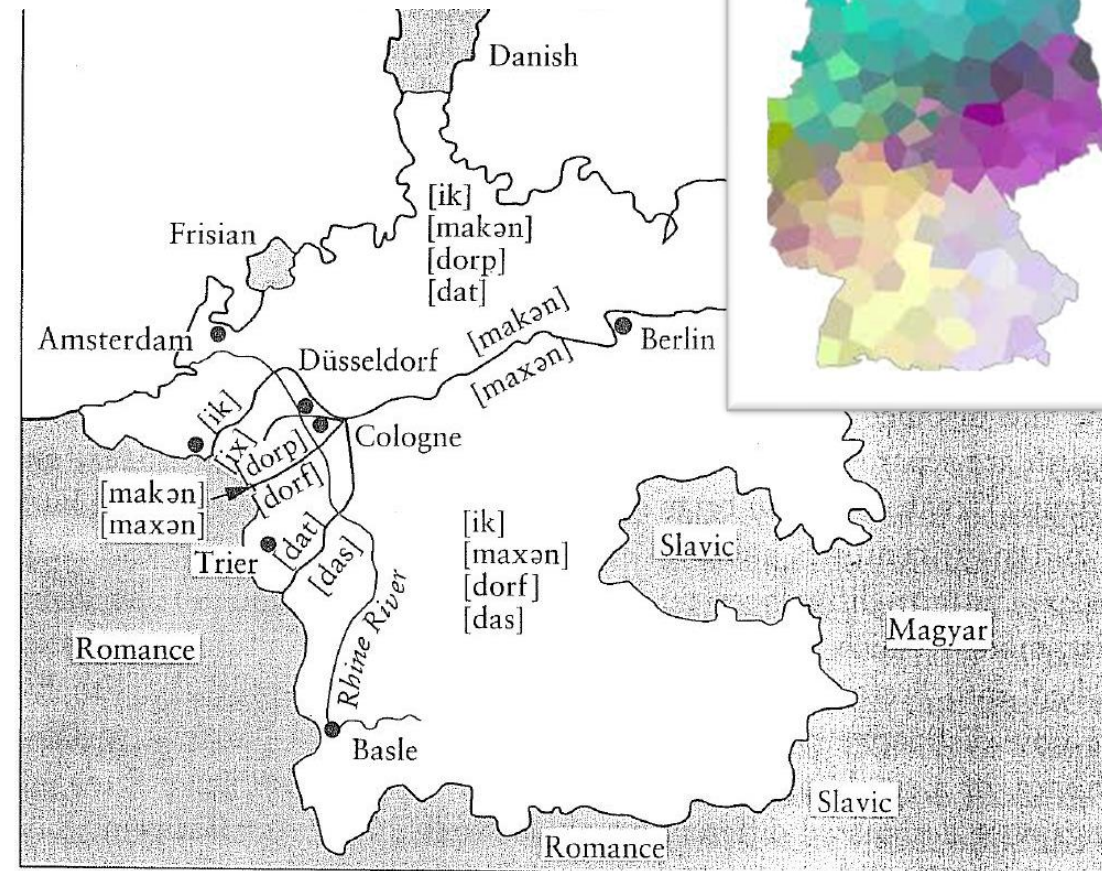 Danish
[ik]
[makən]
[dorp]
[dat]
Frisian
Amsterdam
[makən]
[maxən]
Berlin
Düsseldorf
[ik]
[ix]
Cologne
[dorp]
[dorf]
[makən]
[maxən]
Trier
[dat]
[das]
[ik]
[maxən]
[dorf]
[das]
Slavic
Romance
Rhine River
Magyar
Basle
Slavic
Romance